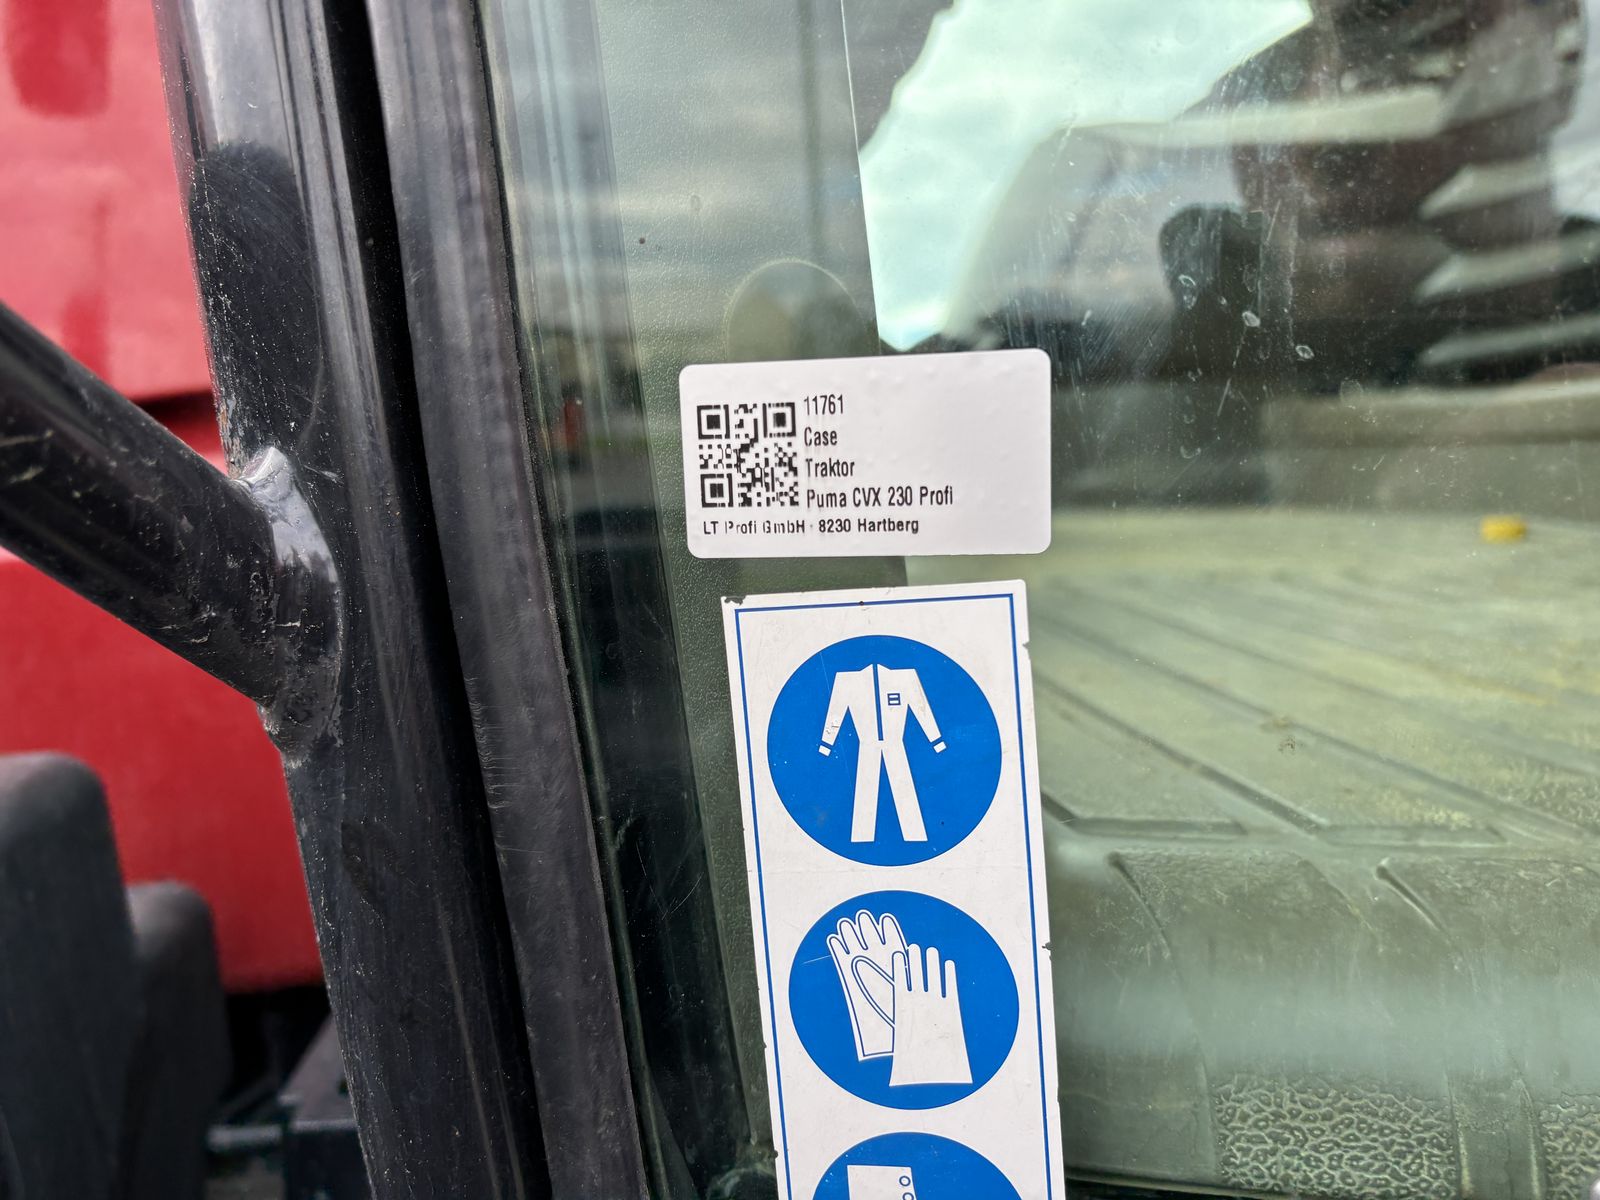 11761
Case
Traktor
Puma CVX 230 Profi
LT Profi GmbH · 8230 Hartberg